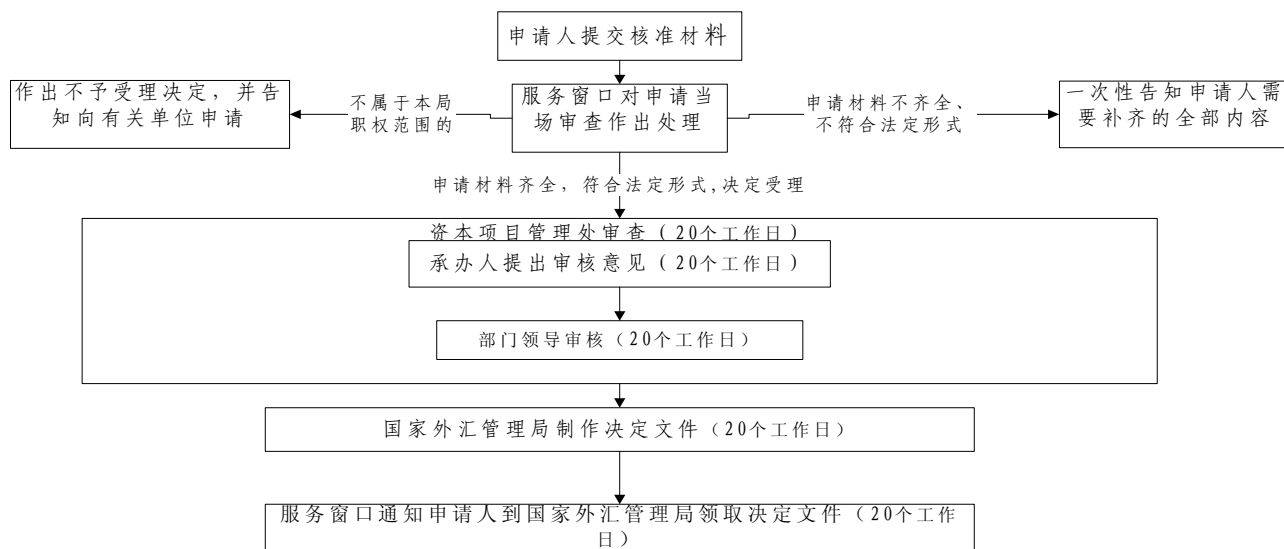 申请人提交核准材料
作出不予受理决定，并告
知向有关单位申请
不属于本局
职权范围的
服务窗口对申请当
场审查作出处理
申请材料不齐全、
不符合法定形式
一次性告知申请人需
要补齐的全部内容
申请材料齐全，符合法定形式,决定受理
资本项目管理处审查（20个工作日）
承办人提出审核意见（20个工作日）
部门领导审核（20个工作日）
国家外汇管理局制作决定文件（20个工作日）
服务窗口通知申请人到国家外汇管理局领取决定文件（20个工作
日）